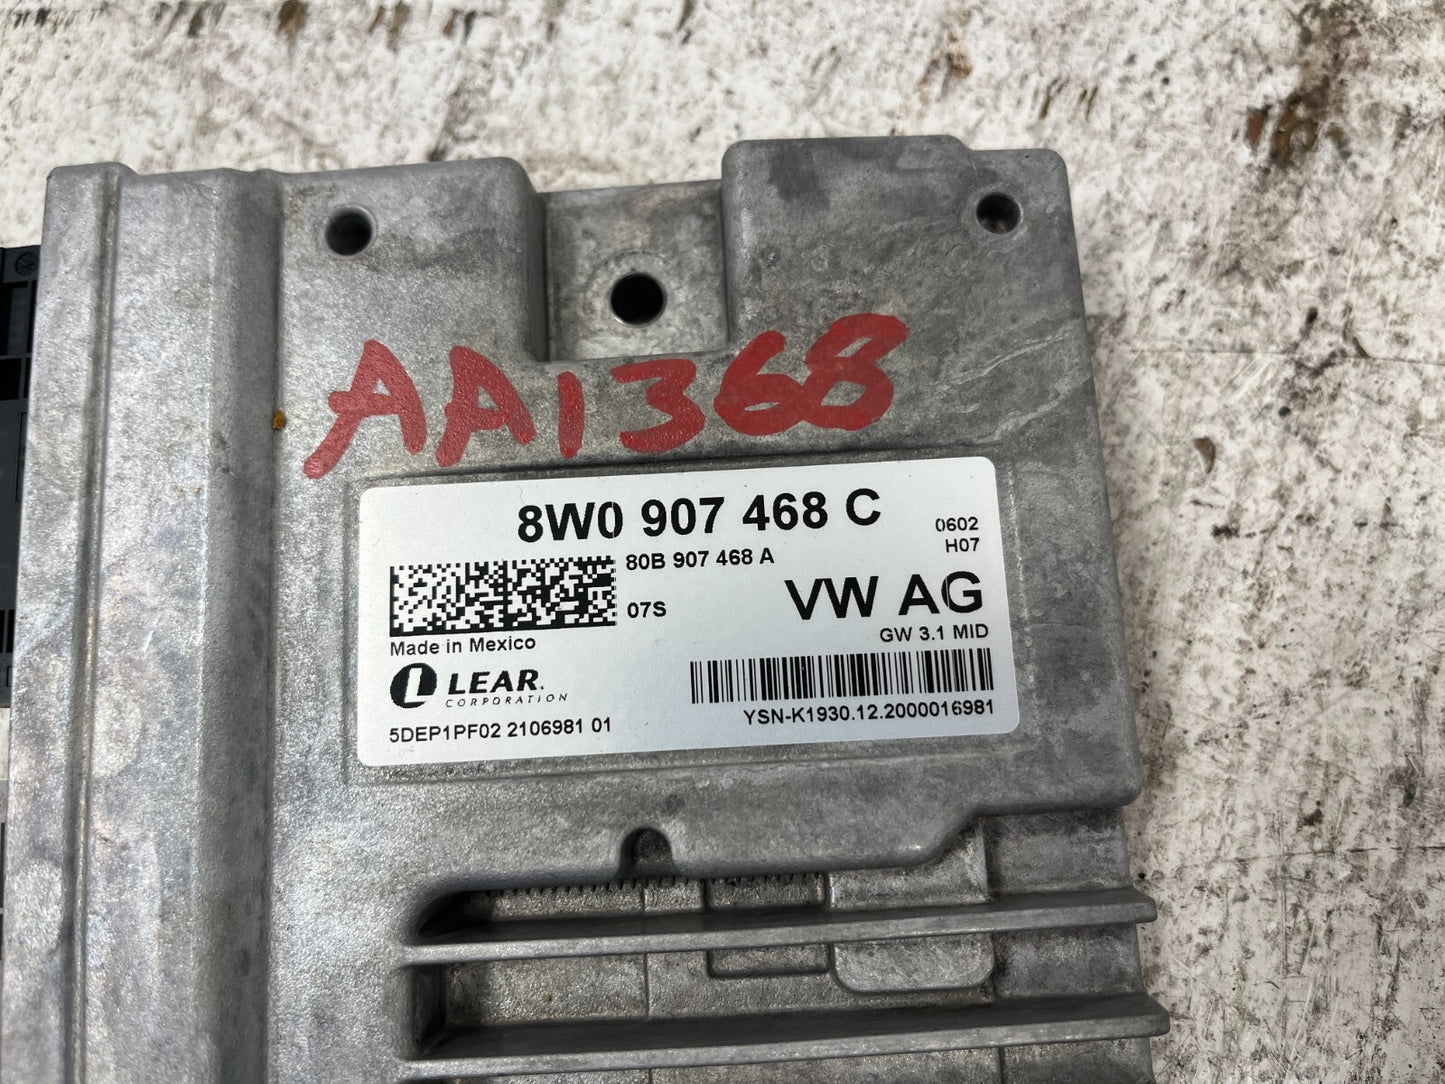 AA1368
8W0 907 468 C
0602
H07
80B 907 468 A
07S
VW AG
GW 3.1 MID
Made in Mexico
LEAR.
CORPORATION
5DEP1PF02 2106981 01
YSN-K1930.12.2000016981